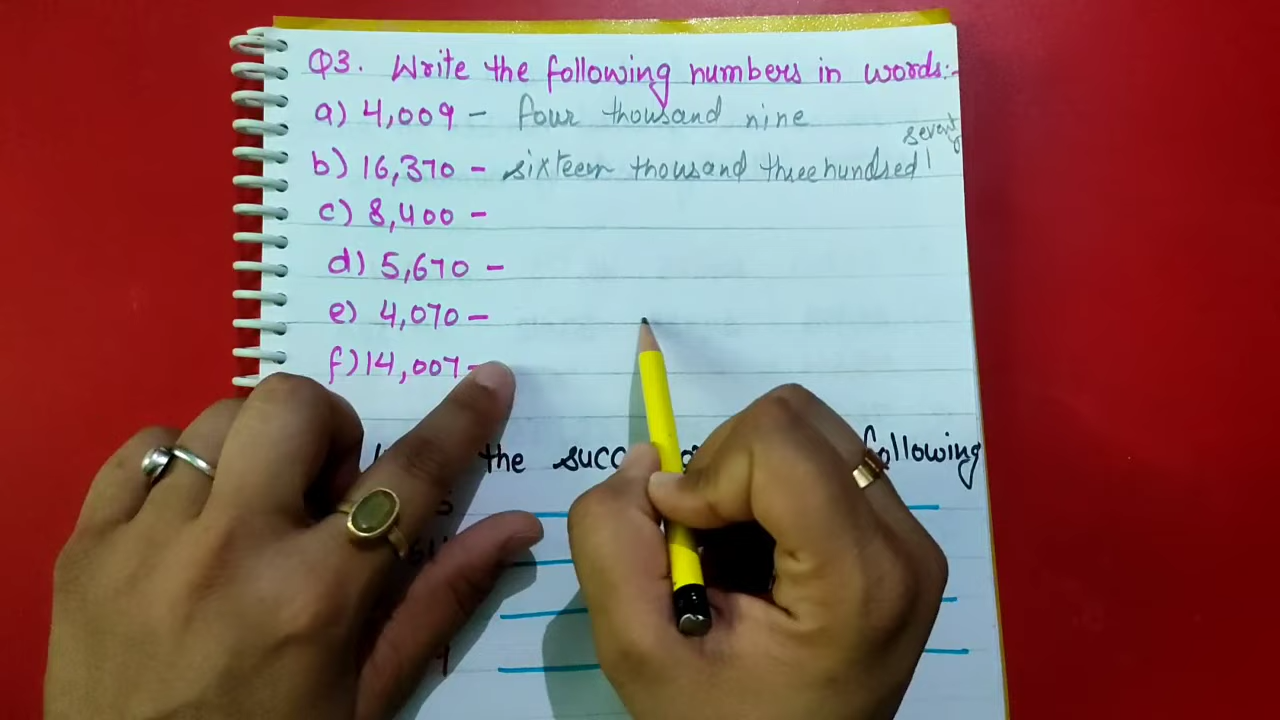 Q3. Write the following numbers in words:-
a) 4,009 - four thousand nine
seventy
b) 16,370 - sixteen thousand three hundred
c) 8,400 -
d) 5,670 -
e) 4,070 -
f) 14,007 -
the following